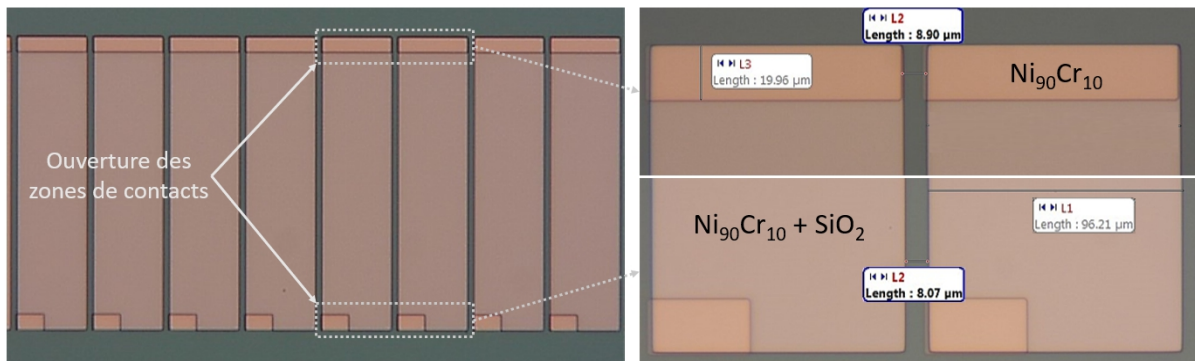 Ouverture des
zones de contacts
L2
Length : 8.90 µm
L3
Length : 19.96 µm
Ni₉₀Cr₁₀
Ni₉₀Cr₁₀ + SiO₂
L1
Length : 96.21 µm
L2
Length : 8.07 µm